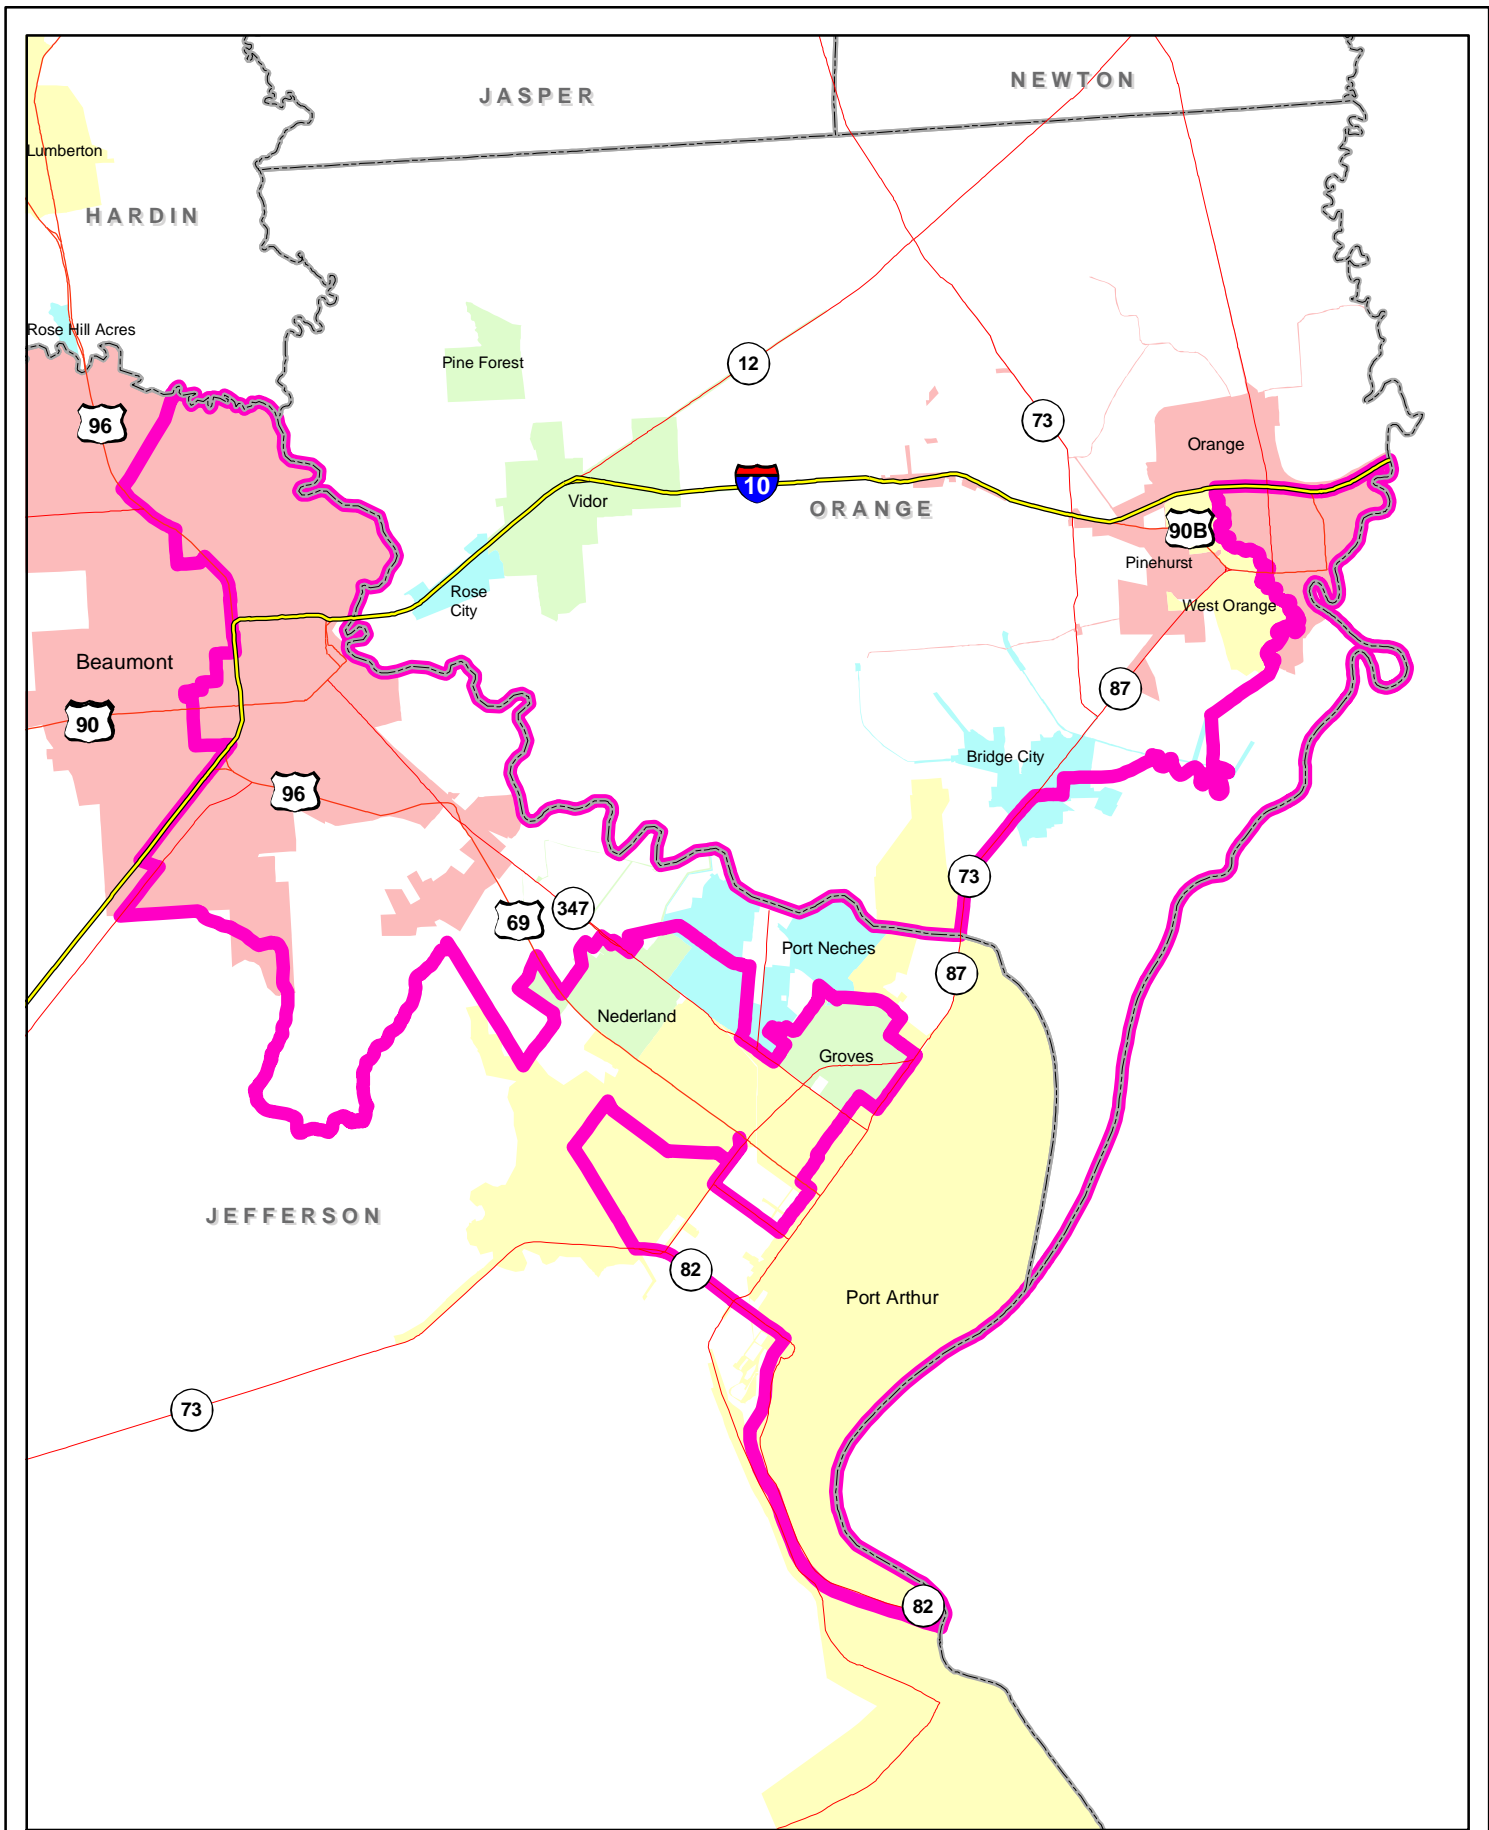 NEWTON
JASPER
Lumberton
HARDIN
Rose Hill Acres
Pine Forest
12
96
73
Orange
10
Vidor
ORANGE
90B
Pinehurst
Rose
City
West Orange
Beaumont
87
90
Bridge City
96
73
347
69
Port Neches
87
Nederland
Groves
JEFFERSON
82
Port Arthur
73
82